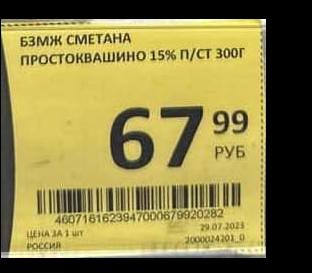 БЗМЖ СМЕТАНА
ПРОСТОКВАШИНО 15% П/СТ 300Г
67 99
РУБ
4607161623947000679920282
ЦЕНА ЗА 1 шт 29.07.2023
РОССИЯ 2000024201_0